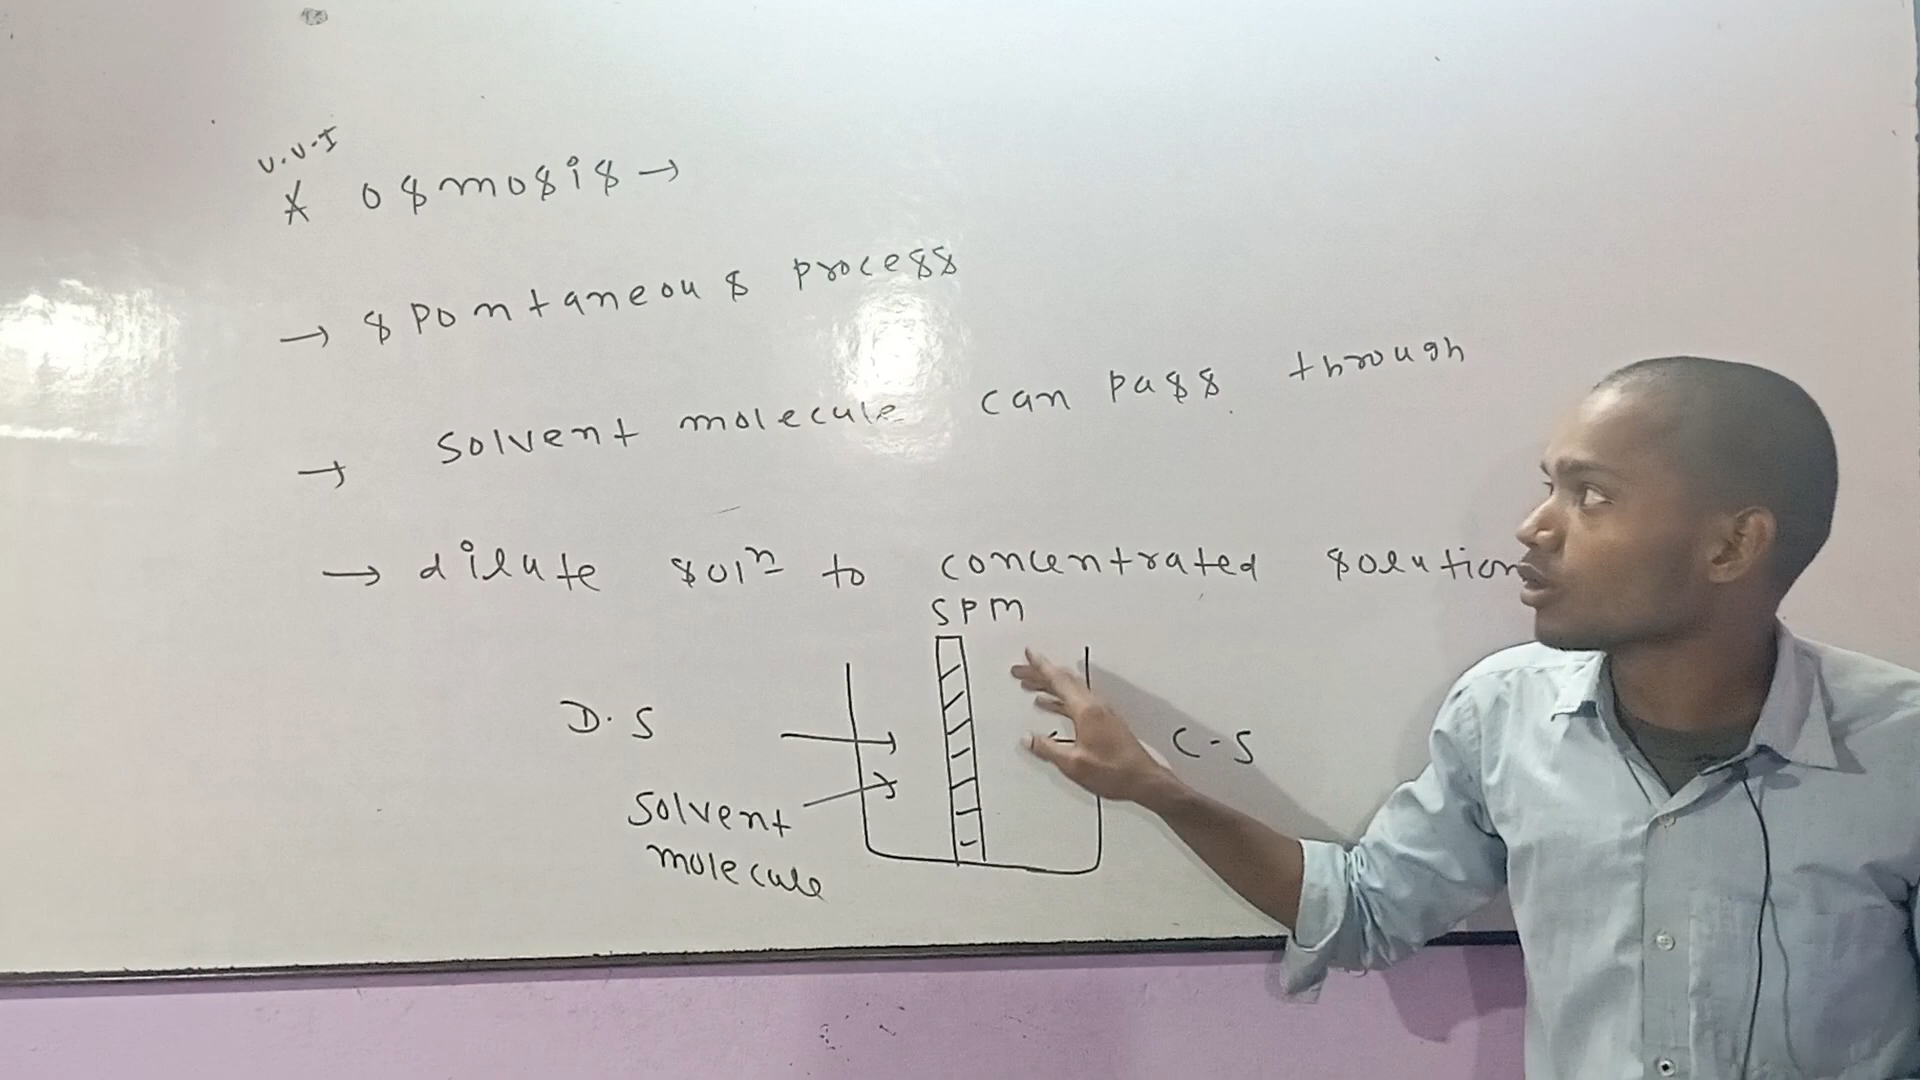 V.V.I
* osmosis →
→ spontaneous process
→ solvent molecule can pass through
→ dilute solⁿ to concentrated solution
SPM
D.S
C-S
Solvent
molecule